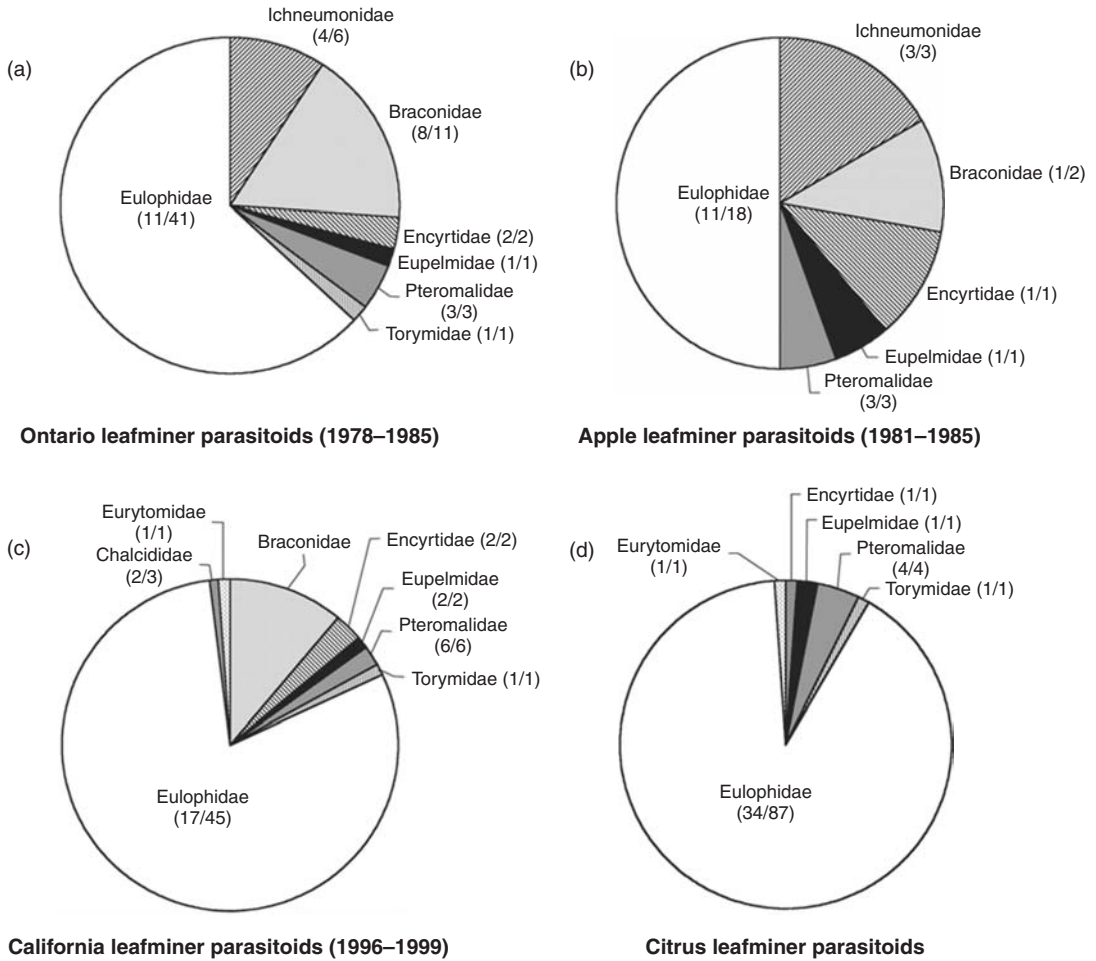 (a)
Ichneumonidae
(4/6)
Braconidae
(8/11)
Eulophidae
(11/41)
Encyrtidae (2/2)
Eupelmidae (1/1)
Pteromalidae
(3/3)
Torymidae (1/1)
Ontario leafminer parasitoids (1978–1985)
(b)
Ichneumonidae
(3/3)
Braconidae (1/2)
Eulophidae
(11/18)
Encyrtidae (1/1)
Eupelmidae (1/1)
Pteromalidae
(3/3)
Apple leafminer parasitoids (1981–1985)
(c)
Eurytomidae
(1/1)
Chalcididae
(2/3)
Braconidae
Encyrtidae (2/2)
Eupelmidae
(2/2)
Pteromalidae
(6/6)
Torymidae (1/1)
Eulophidae
(17/45)
California leafminer parasitoids (1996–1999)
(d)
Encyrtidae (1/1)
Eupelmidae (1/1)
Eurytomidae
(1/1)
Pteromalidae
(4/4)
Torymidae (1/1)
Eulophidae
(34/87)
Citrus leafminer parasitoids